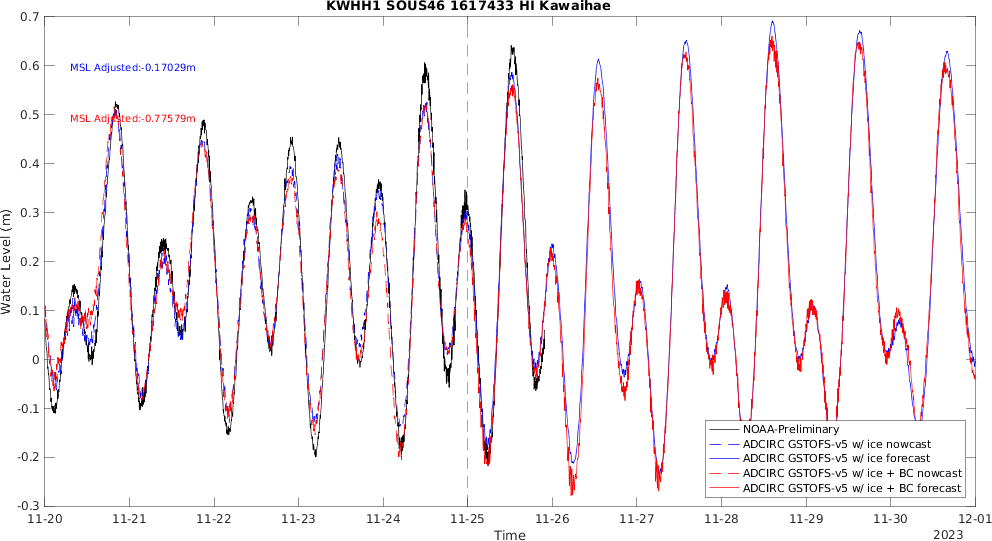 KWHH1 SOUS46 1617433 HI Kawaihae
0.7
0.6
0.5
0.4
0.3
0.2
0.1
0
-0.1
-0.2
-0.3
Water Level (m)
MSL Adjusted:-0.17029m
MSL Adjusted:-0.77579m
NOAA-Preliminary
ADCIRC GSTOFS-v5 w/ ice nowcast
ADCIRC GSTOFS-v5 w/ ice forecast
ADCIRC GSTOFS-v5 w/ ice + BC nowcast
ADCIRC GSTOFS-v5 w/ ice + BC forecast
11-20 11-21 11-22 11-23 11-24 11-25 11-26 11-27 11-28 11-29 11-30 12-01
Time
2023